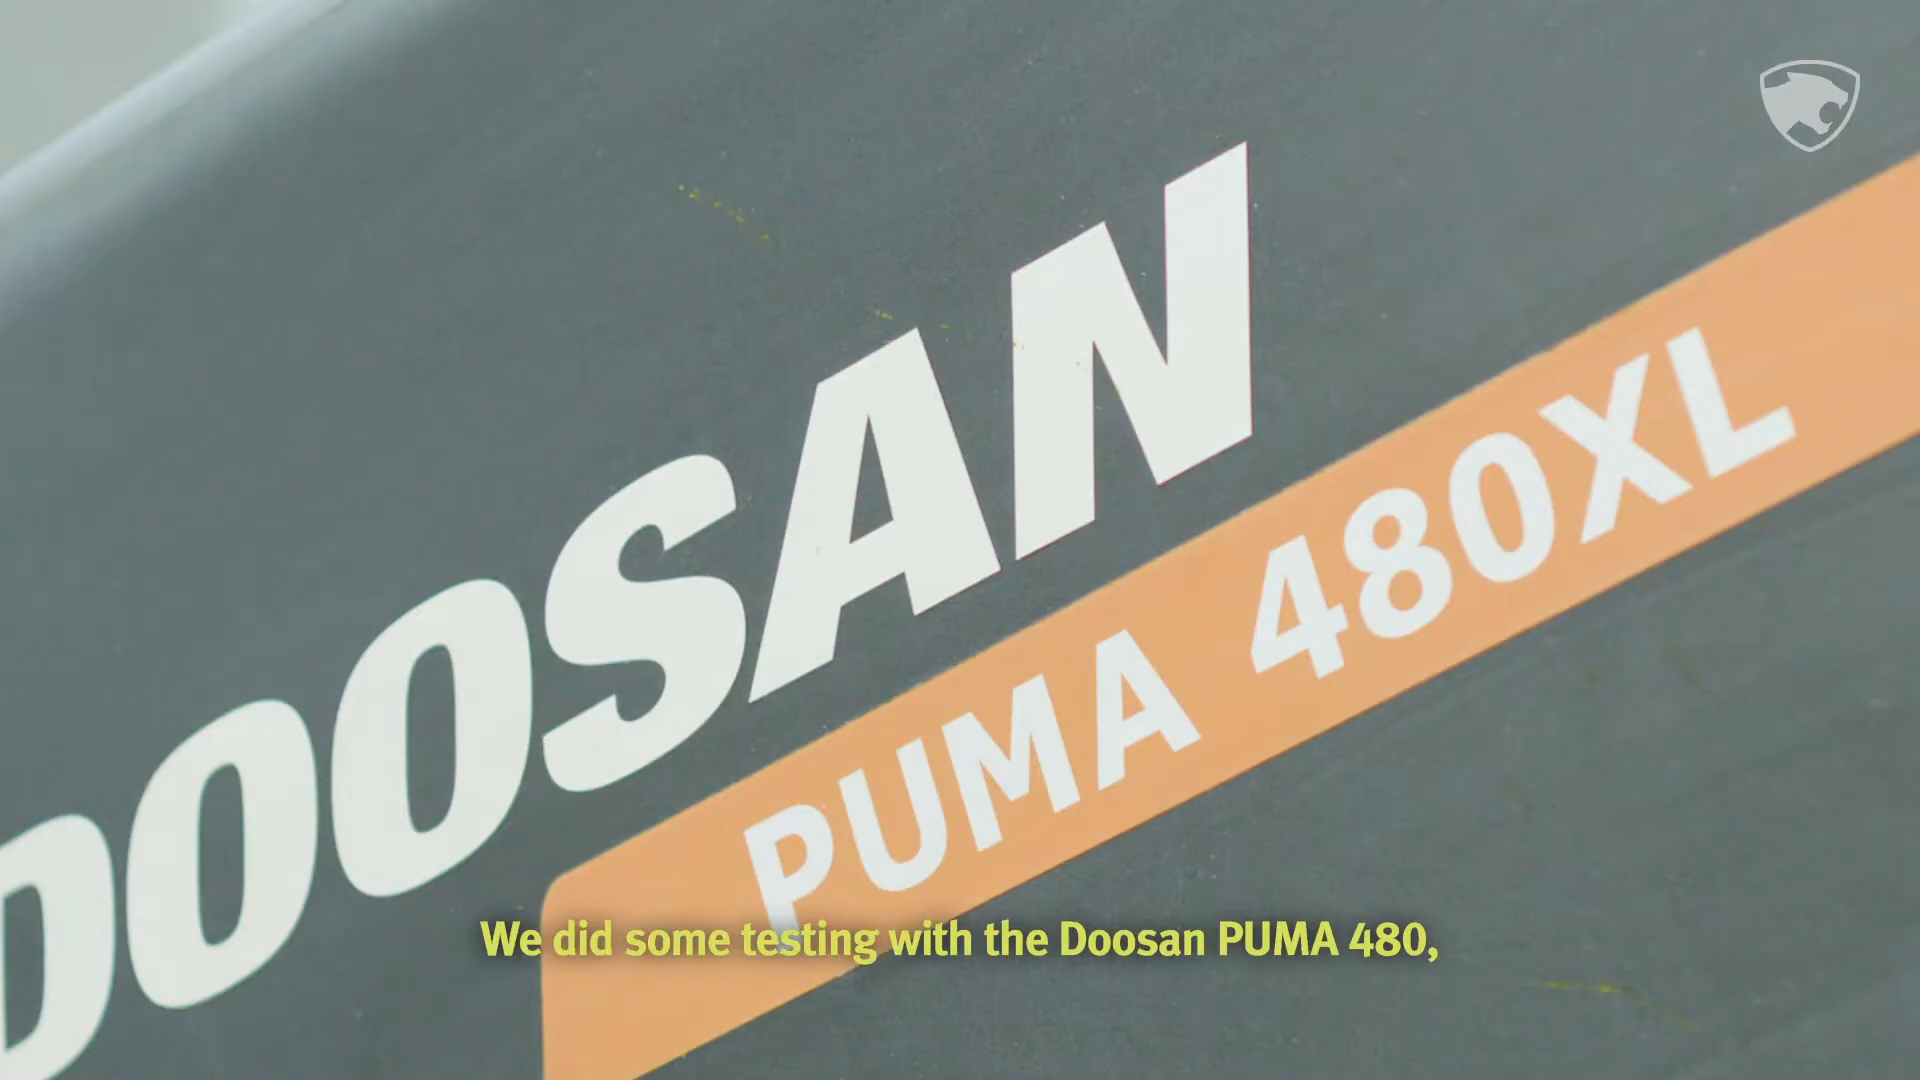 DOOSAN
PUMA 480XL
We did some testing with the Doosan PUMA 480,